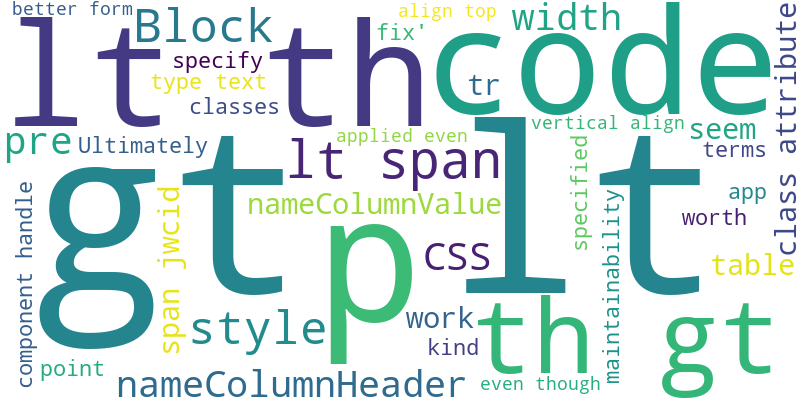 better form
Block
align top
fix'
width
class attribute
lt
th
code
specify
type text
tr
classes
pre
Ultimately
applied even
vertical align
seem
terms
lt span
gt
p
lt
nameColumnValue
specified
maintainability
app
worth
component handle
span jwcid
style
CSS
table
work
kind
th
gt
point
nameColumnHeader
even though